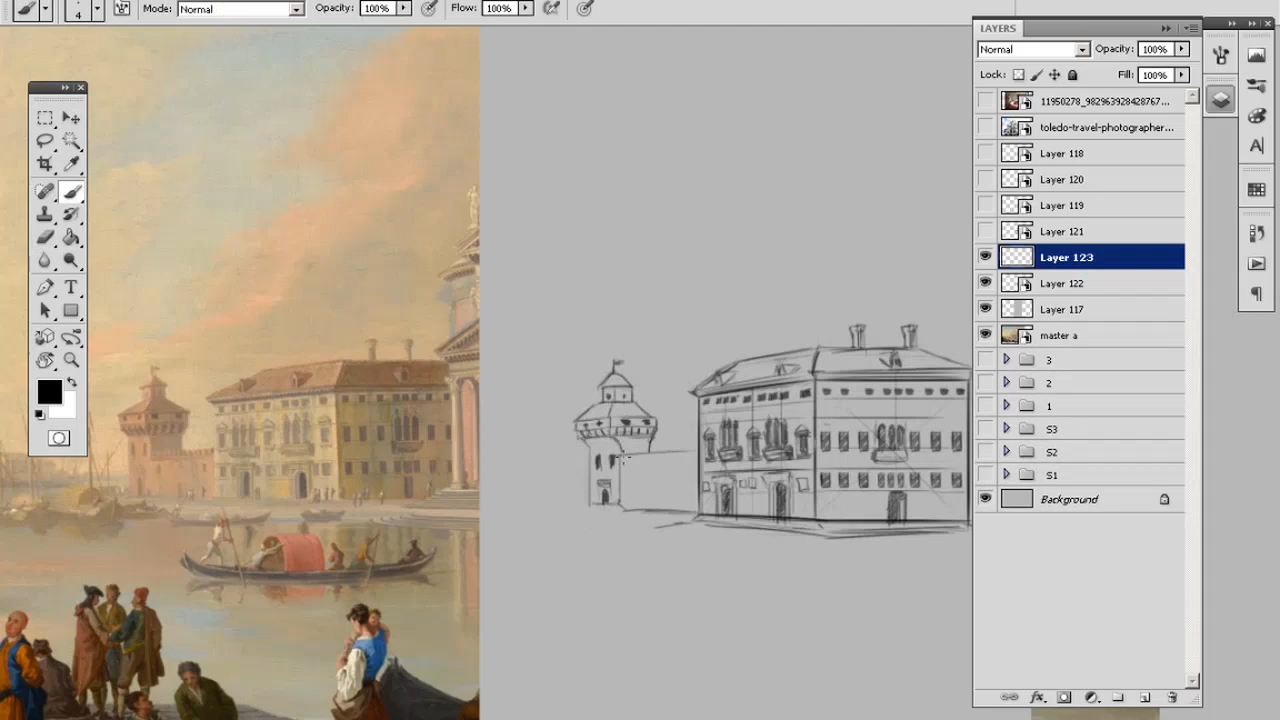 4
Mode:
Normal
Opacity:
100%
Flow:
100%
LAYERS
Normal
Opacity:
100%
Lock:
Fill:
100%
11950278_982963928428767...
toledo-travel-photographer...
Layer 118
Layer 120
Layer 119
Layer 121
Layer 123
Layer 122
Layer 117
master a
3
2
1
S3
S2
S1
Background